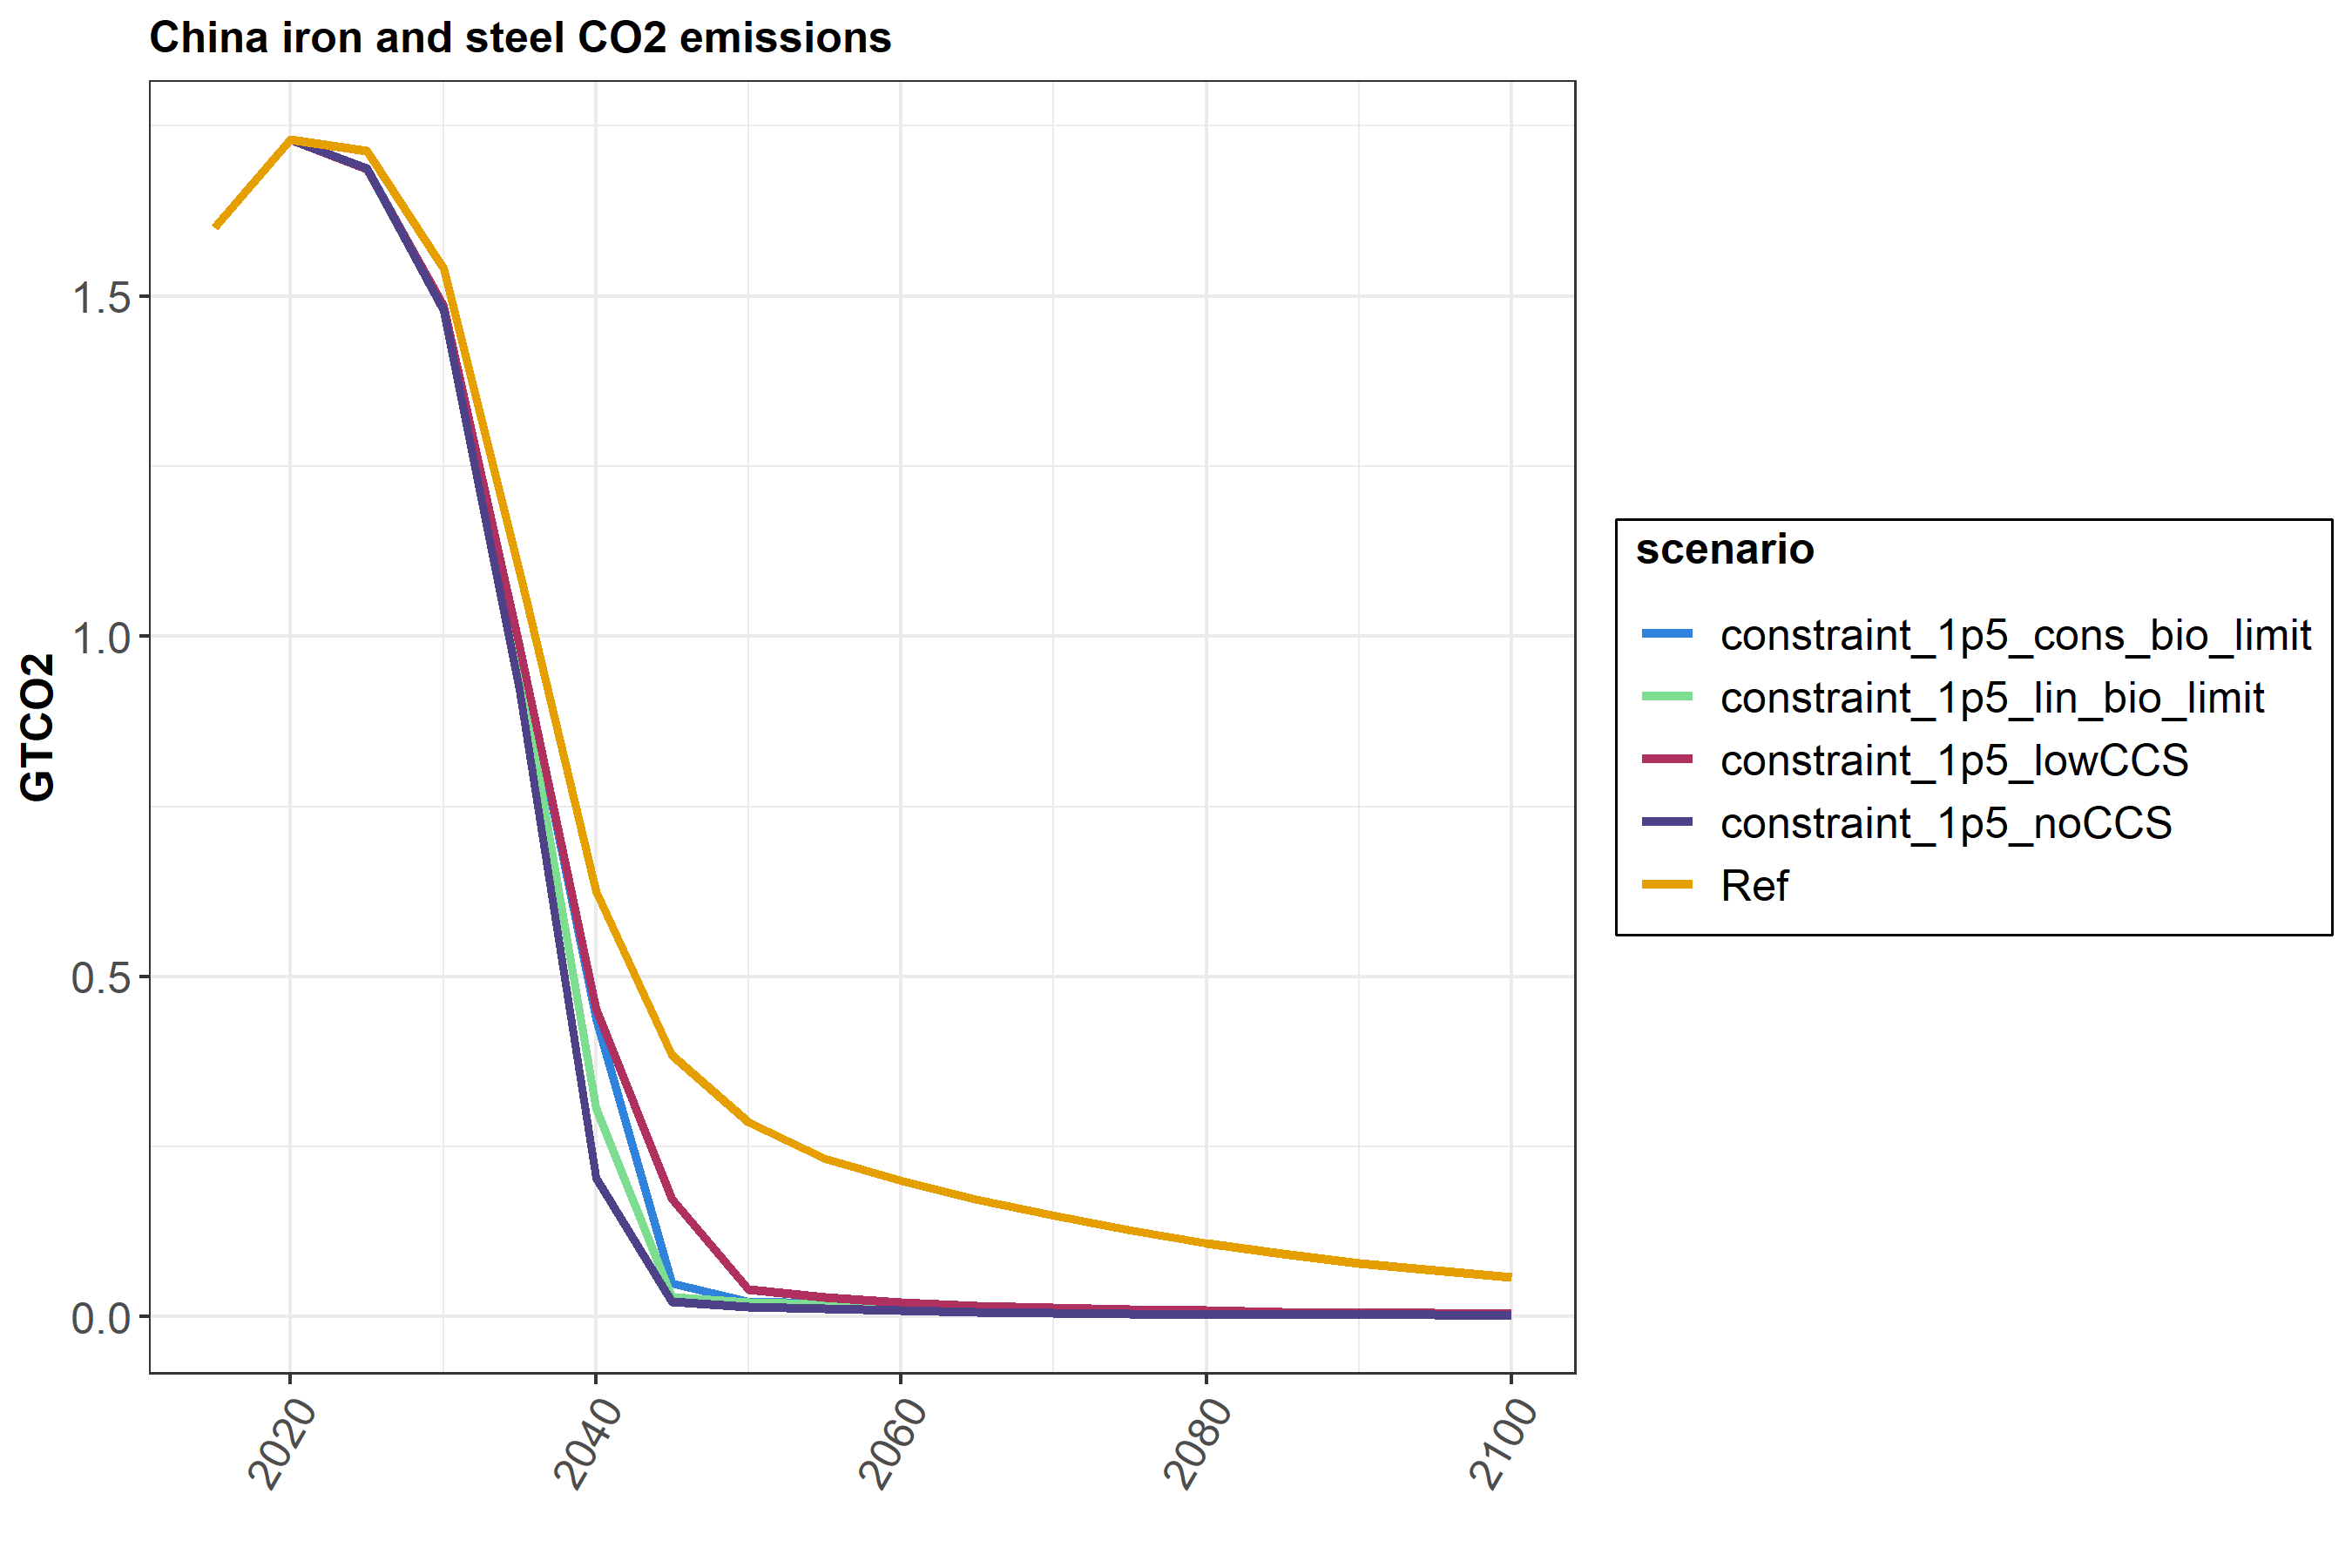 China iron and steel CO2 emissions
GTCO2
1.5
1.0
0.5
0.0
2020
2040
2060
2080
2100
scenario
constraint_1p5_cons_bio_limit
constraint_1p5_lin_bio_limit
constraint_1p5_lowCCS
constraint_1p5_noCCS
Ref